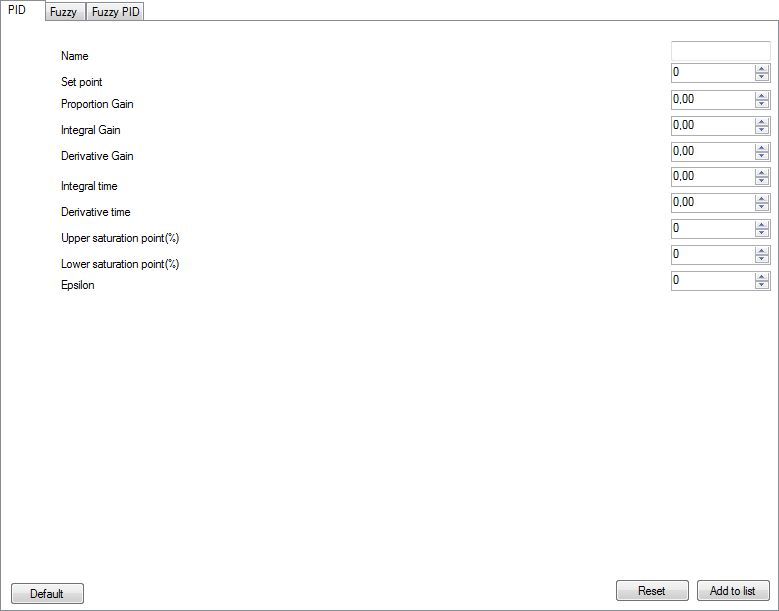 PID Fuzzy Fuzzy PID
Name
Set point 0
Proportion Gain 0,00
Integral Gain 0,00
Derivative Gain 0,00
Integral time 0,00
Derivative time 0,00
Upper saturation point(%) 0
Lower saturation point(%) 0
Epsilon 0
Default Reset Add to list